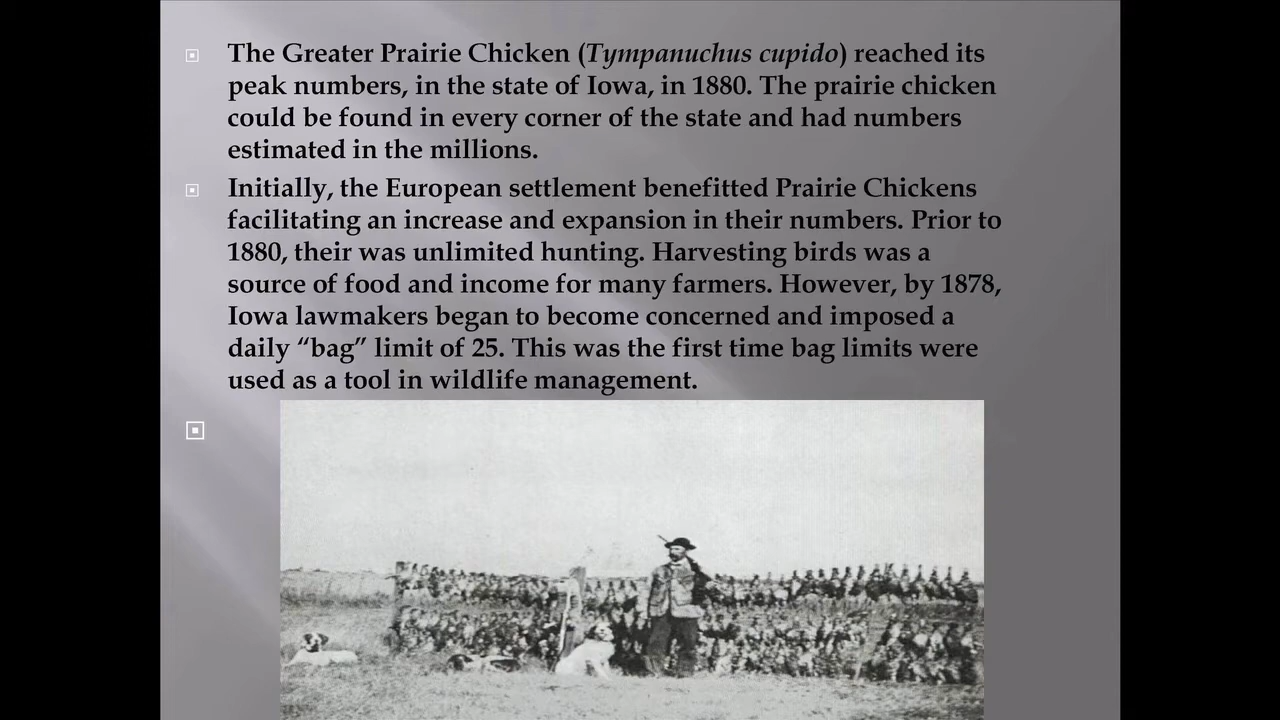 The Greater Prairie Chicken (Tympanuchus cupido) reached its
peak numbers, in the state of Iowa, in 1880. The prairie chicken
could be found in every corner of the state and had numbers
estimated in the millions.
Initially, the European settlement benefitted Prairie Chickens
facilitating an increase and expansion in their numbers. Prior to
1880, their was unlimited hunting. Harvesting birds was a
source of food and income for many farmers. However, by 1878,
Iowa lawmakers began to become concerned and imposed a
daily “bag” limit of 25. This was the first time bag limits were
used as a tool in wildlife management.